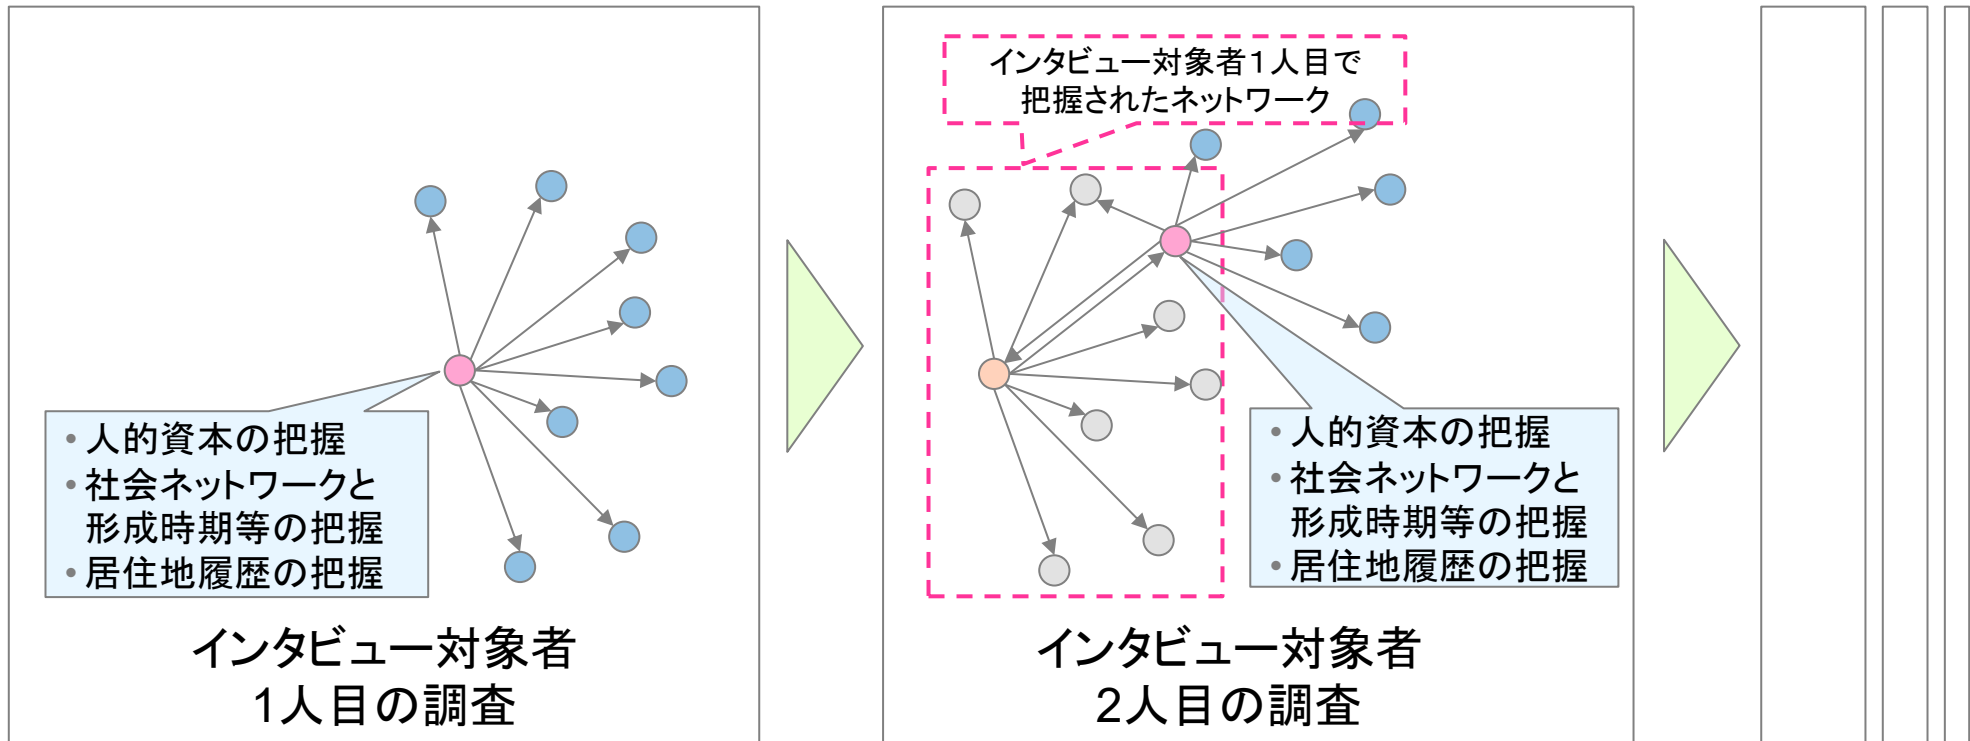 ・人的資本の把握
・社会ネットワークと
形成時期等の把握
・居住地履歴の把握
インタビュー対象者
1人目の調査
インタビュー対象者１人目で
把握されたネットワーク
・人的資本の把握
・社会ネットワークと
形成時期等の把握
・居住地履歴の把握
インタビュー対象者
2人目の調査